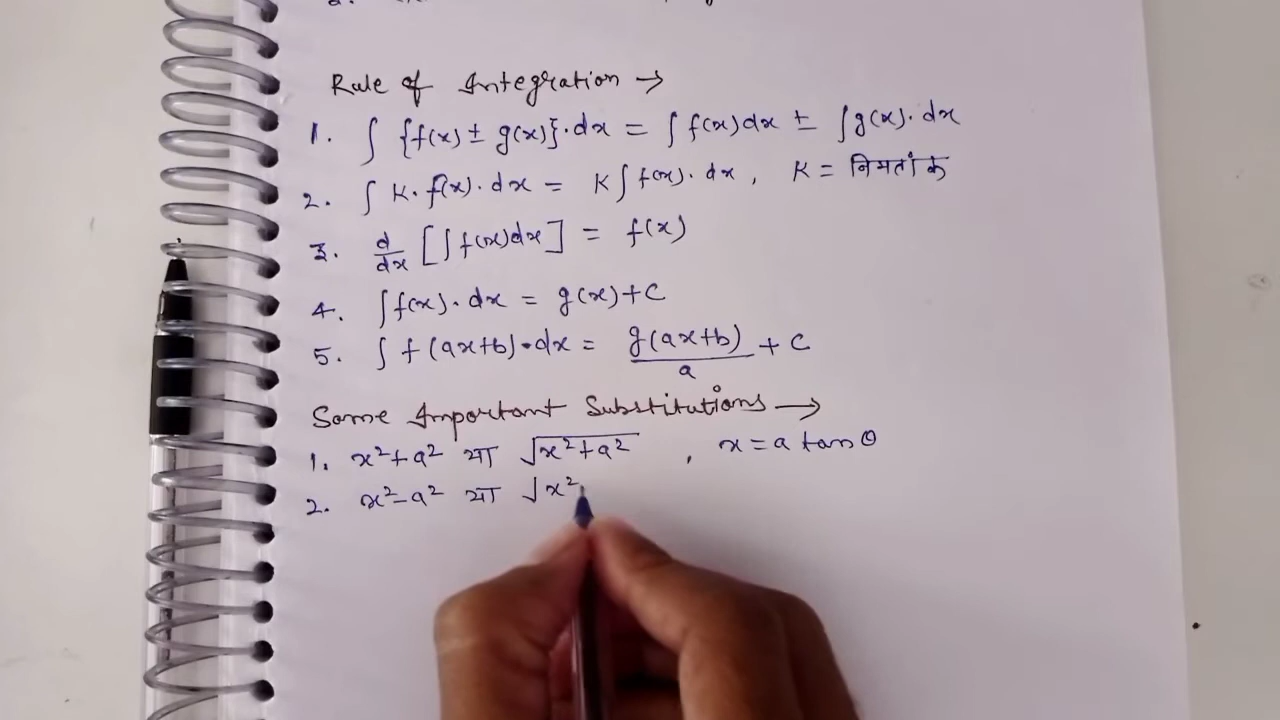 Rule of Integration →
1. ∫ {f(x) ± g(x)}·dx = ∫ f(x)dx ± ∫ g(x)·dx
2. ∫ K·f(x)·dx = K∫ f(x)·dx, K = नियतांक
3. d/dx [∫ f(x)dx] = f(x)
4. ∫ f(x)·dx = g(x)+c
5. ∫ f(ax+b)·dx = g(ax+b)/a + c
Some Important Substitutions →
1. x²+a² या √x²+a² , x = a tan θ
2. x²-a² या √x²